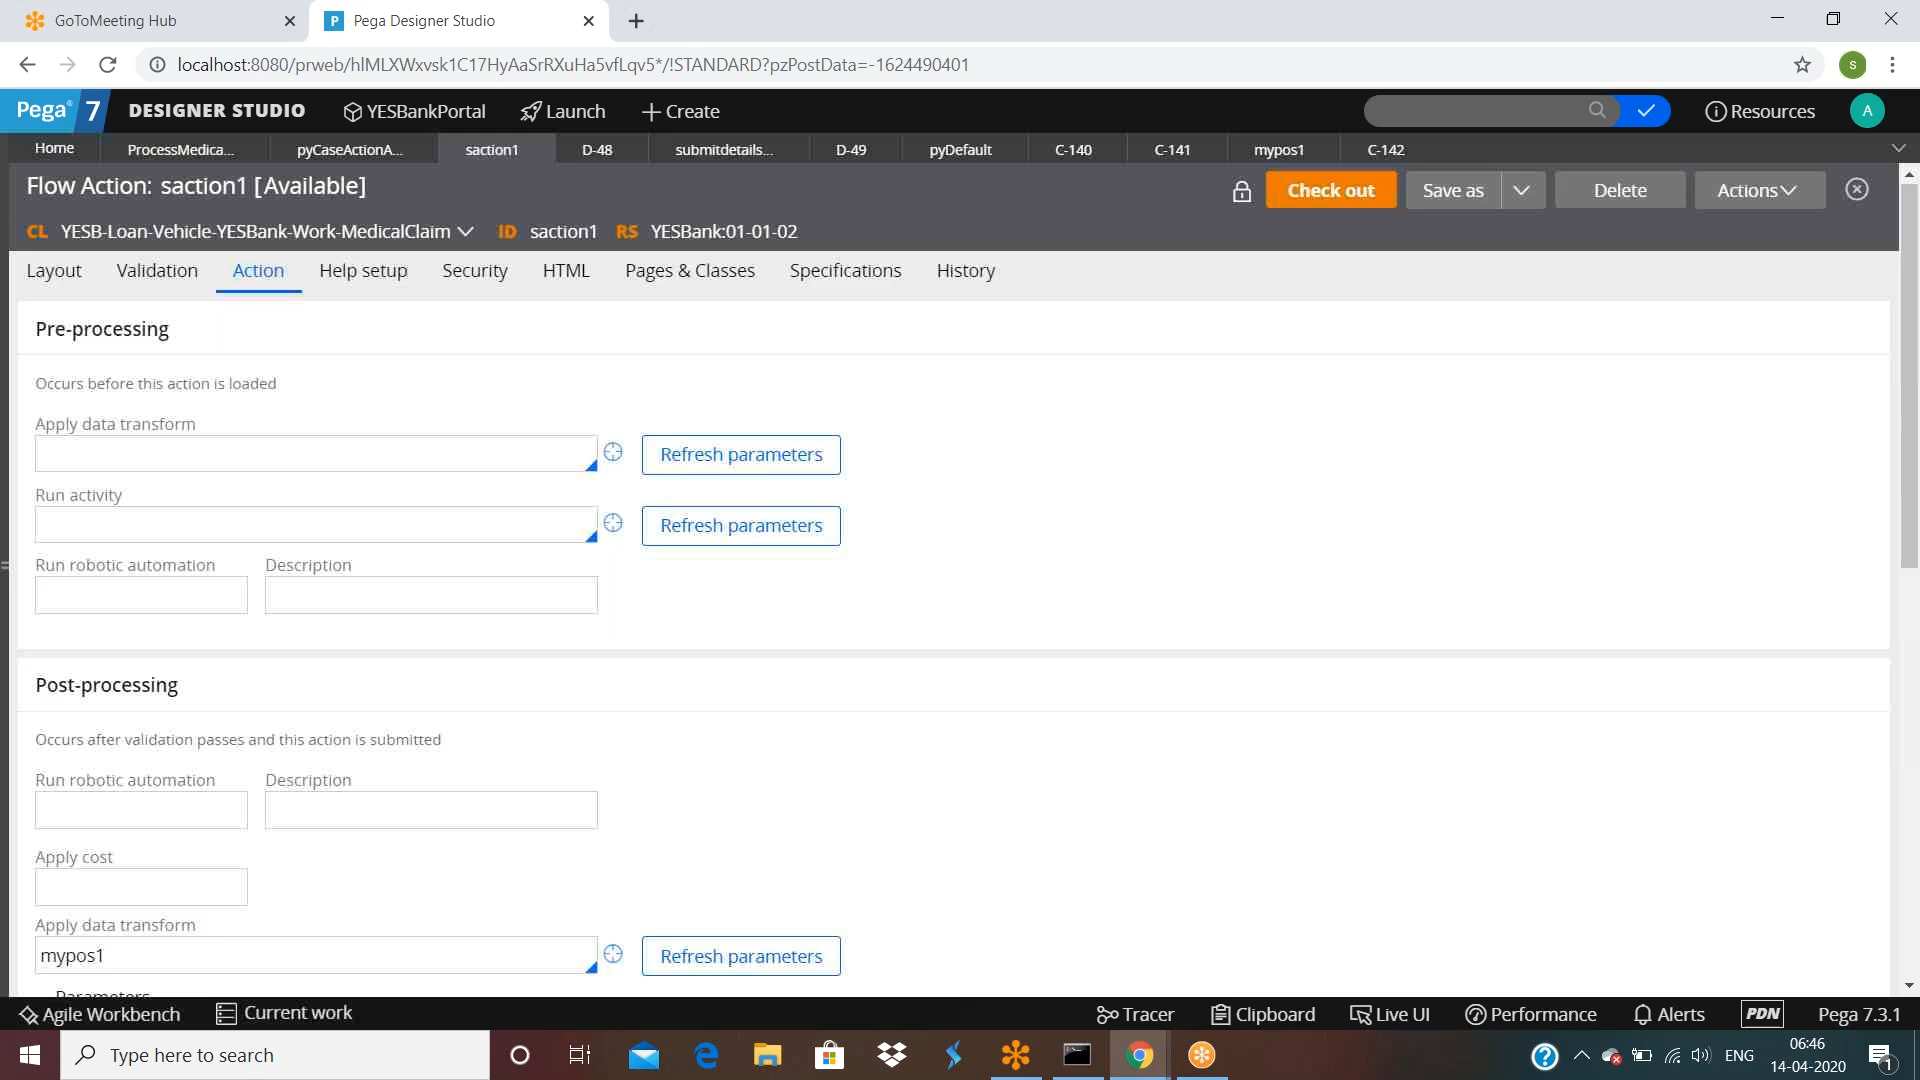 GoToMeeting Hub
Pega Designer Studio
localhost:8080/prweb/hIMLXWxvsk1C17HyAaSrRXuHa5vfLqv5*/!STANDARD?pzPostData=-1624490401
S
Pega® 7 DESIGNER STUDIO YESBankPortal Launch Create Resources A
Home ProcessMedica... pyCaseActionA... saction1 D-48 submitdetails... D-49 pyDefault C-140 C-141 mypos1 C-142
Flow Action: saction1 [Available] Check out Save as Delete Actions
CL YESB-Loan-Vehicle-YESBank-Work-MedicalClaim ID saction1 RS YESBank:01-01-02
Layout Validation Action Help setup Security HTML Pages & Classes Specifications History
Pre-processing
Occurs before this action is loaded
Apply data transform
Refresh parameters
Run activity
Refresh parameters
Run robotic automation Description
Post-processing
Occurs after validation passes and this action is submitted
Run robotic automation Description
Apply cost
Apply data transform
mypos1 Refresh parameters
Parameters
Agile Workbench Current work Tracer Clipboard Live UI Performance Alerts PDN Pega 7.3.1
Type here to search ENG 06:46
14-04-2020 1